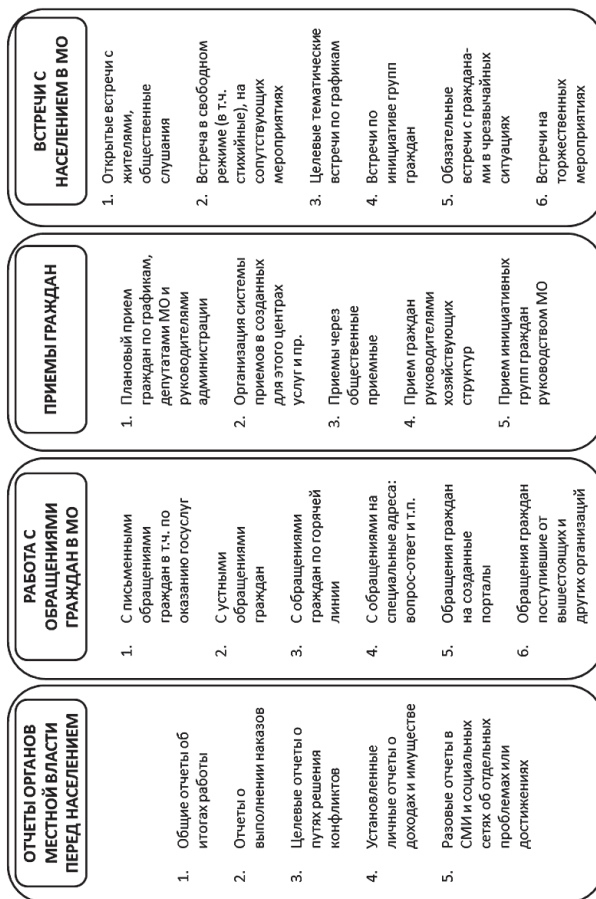 ОТЧЕТЫ ОРГАНОВ
МЕСТНОЙ ВЛАСТИ
ПЕРЕД НАСЕЛЕНИЕМ
1. Общие отчеты об
итогах работы
2. Отчеты о
выполнении наказов
3. Целевые отчеты о
путях решения
конфликтов
4. Установленные
личные отчеты о
доходах и имуществе
5. Разовые отчеты в
СМИ и социальных
сетях об отдельных
проблемах или
достижениях
РАБОТА С
ОБРАЩЕНИЯМИ
ГРАЖДАН В МО
1. С письменными
обращениями
граждан в т.ч. по
оказанию госуслуг
2. С устными
обращениями
граждан
3. С обращениями
граждан по горячей
линии
4. С обращениями на
специальные адреса:
вопрос-ответ и т.п.
5. Обращения граждан
на созданные
порталы
6. Обращения граждан
поступившие от
вышестоящих и
других организаций
ПРИЕМЫ ГРАЖДАН
1. Плановый прием
граждан по графикам,
депутатами МО и
руководителями
администрации
2. Организация системы
приемов в созданных
для этого центрах
услуг и пр.
3. Приемы через
общественные
приемные
4. Прием граждан
руководителями
хозяйствующих
структур
5. Прием инициативных
групп граждан
руководством МО
ВСТРЕЧИ С
НАСЕЛЕНИЕМ В МО
1. Открытые встречи с
жителями,
общественные
слушания
2. Встреча в свободном
режиме (в т.ч.
стихийные), на
сопутствующих
мероприятиях
3. Целевые тематические
встречи по графикам
4. Встречи по
инициативе групп
граждан
5. Обязательные
встречи с граждана-
ми в чрезвычайных
ситуациях
6. Встречи на
торжественных
мероприятиях